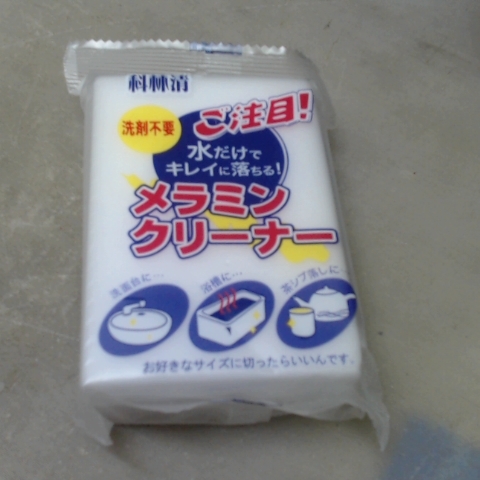 科林清
洗剤不要
ご注目!
水だけで
キレイに落ちる!
メラミン
クリーナー
洗面台に…
浴槽に…
茶シブ落しに…
お好きなサイズに切ったらいいんです。